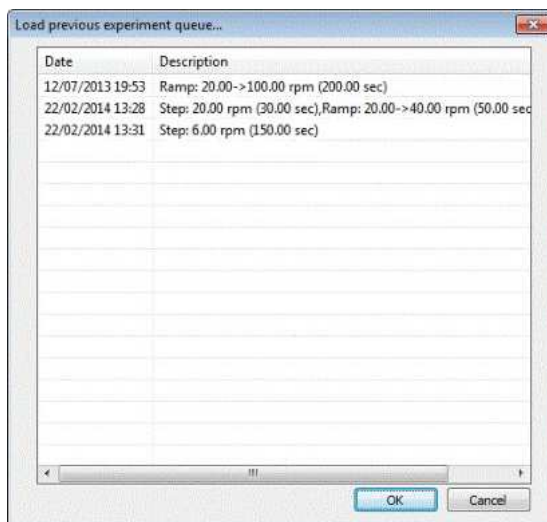 Load previous experiment queue...
Date Description
12/07/2013 19:53 Ramp: 20.00->100.00 rpm (200.00 sec)
22/02/2014 13:28 Step: 20.00 rpm (30.00 sec),Ramp: 20.00->40.00 rpm (50.00 sec
22/02/2014 13:31 Step: 6.00 rpm (150.00 sec)
OK Cancel